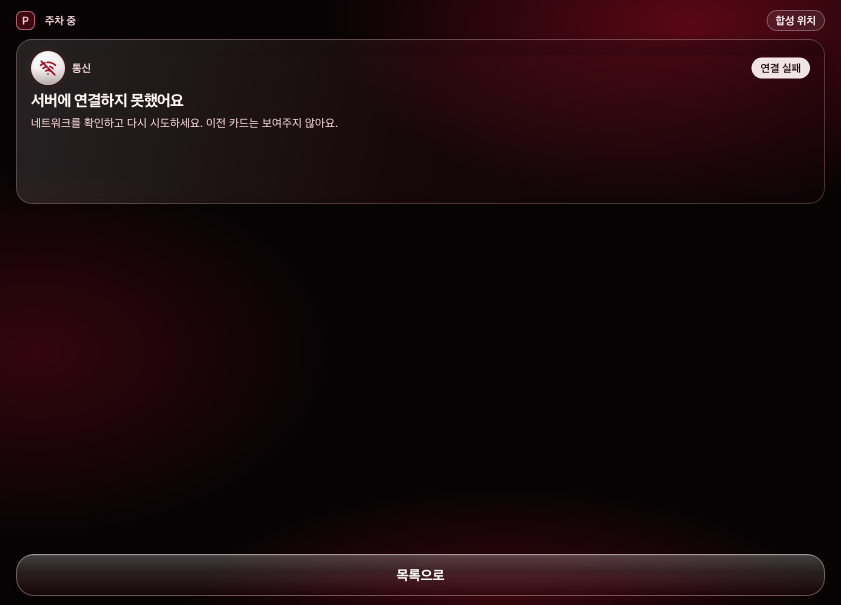 P 주차 중 합성 위치
통신 연결 실패
서버에 연결하지 못했어요
네트워크를 확인하고 다시 시도하세요. 이전 카드는 보여주지 않아요.
목록으로